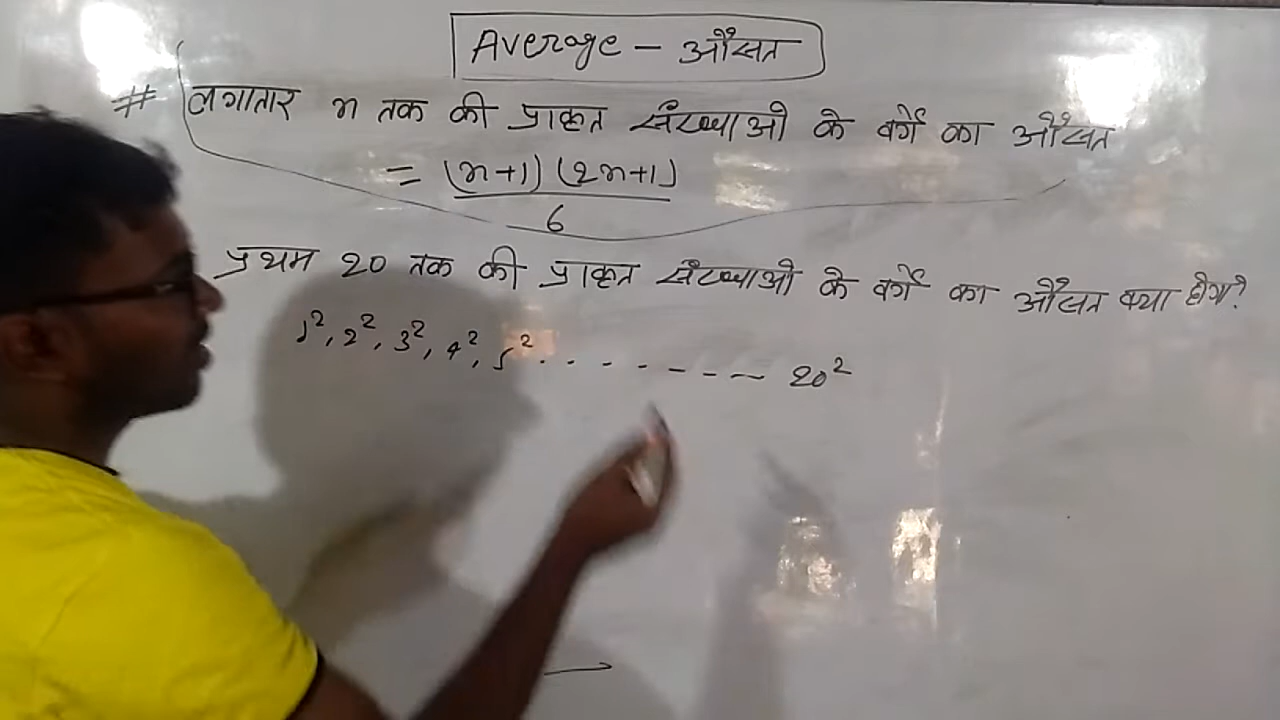 Average - औसत
# लगातार n तक की प्राकृत संख्याओ के वर्गो का औसत
= (n+1) (2n+1)
6
प्रथम 20 तक की प्राकृत संख्याओ के वर्गो का औसत क्या होगा?
1², 2², 3², 4², 5² - - - - - - - 20²